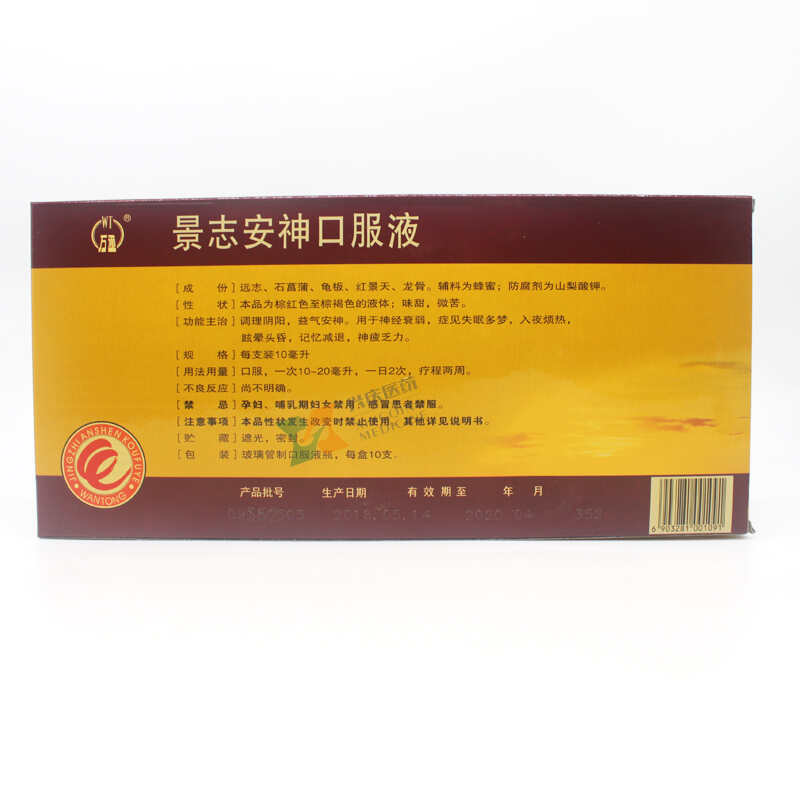 WT
万通
®
景志安神口服液
[成 份] 远志、石菖蒲、龟板、红景天、龙骨。辅料为蜂蜜；防腐剂为山梨酸钾。
[性 状] 本品为棕红色至棕褐色的液体；味甜，微苦。
[功能主治] 调理阴阳，益气安神。用于神经衰弱，症见失眠多梦，入夜烦热，
眩晕头昏，记忆减退，神疲乏力。
[规 格] 每支装10毫升
[用法用量] 口服，一次10-20毫升，一日2次，疗程两周。
[不良反应] 尚不明确。
[禁 忌] 孕妇、哺乳期妇女禁用，感冒患者禁服。
[注意事项] 本品性状发生改变时禁止使用，其他详见说明书。
[贮 藏] 遮光，密封
[包 装] 玻璃管制口服液瓶，每盒10支。
JINGZHIANSHEN KOUFUYE
WANTONG
产品批号 生产日期 有效期至 年 月
2018.05.14 2020 04
6 903281 001091